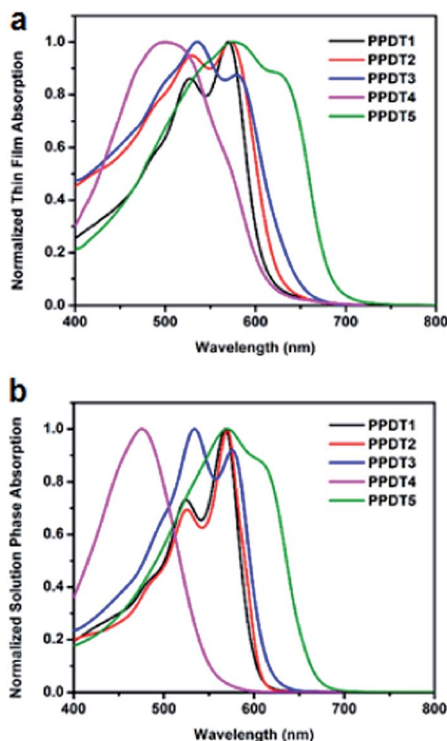 a
Normalized Thin Film Absorption
1.0
0.8
0.6
0.4
0.2
0.0
PPDT1
PPDT2
PPDT3
PPDT4
PPDT5
400 500 600 700 800
Wavelength (nm)
b
Normalized Solution Phase Absorption
1.0
0.8
0.6
0.4
0.2
0.0
PPDT1
PPDT2
PPDT3
PPDT4
PPDT5
400 500 600 700 800
Wavelength (nm)